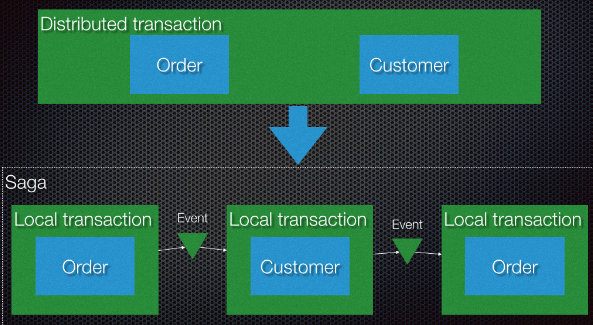 Distributed transaction
Order
Customer
Saga
Local transaction
Order
Event
Local transaction
Customer
Event
Local transaction
Order